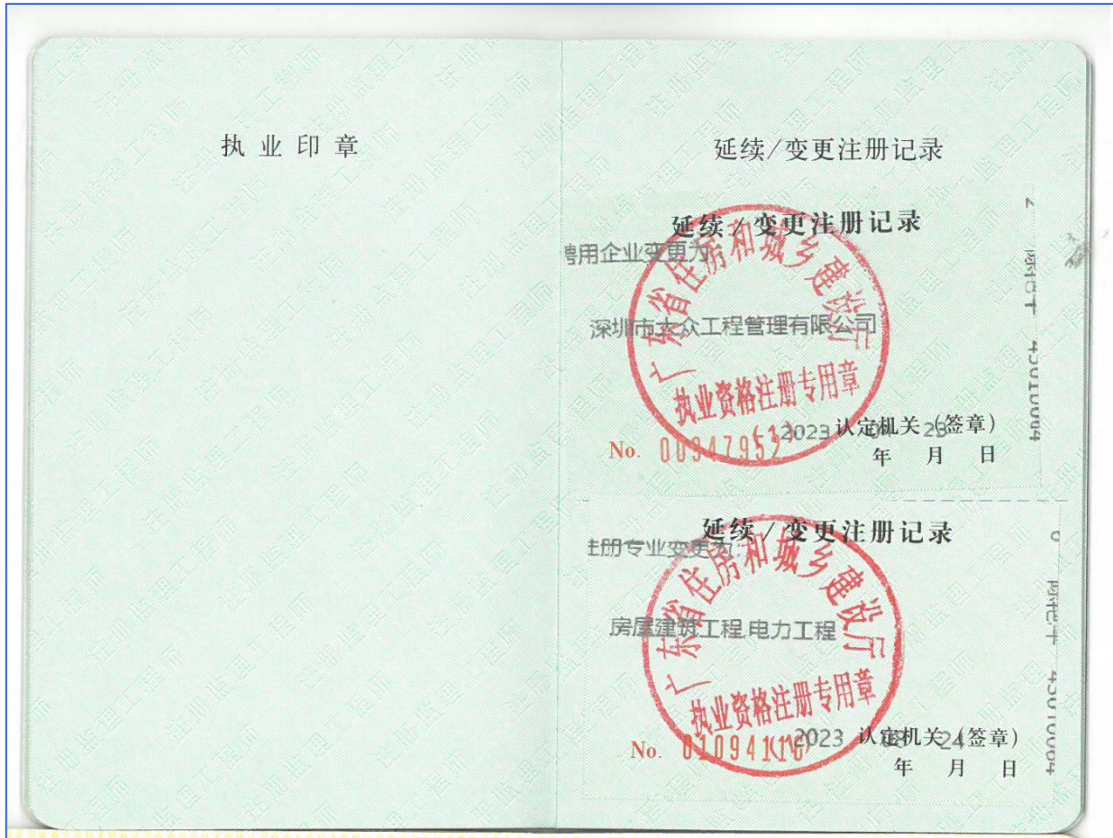 执业印章
延续/变更注册记录
延续/变更注册记录
聘用企业变更为:
深圳市大众工程管理有限公司
广东省住房和城乡建设厅
执业资格注册专用章
(1)
认定机关(签章)
2023 23
No.
年 月 日
延续/变更注册记录
注册专业变更为:
房屋建筑工程,电力工程
广东省住房和城乡建设厅
执业资格注册专用章
认定机关(签章)
2023 08 24
No.
年 月 日